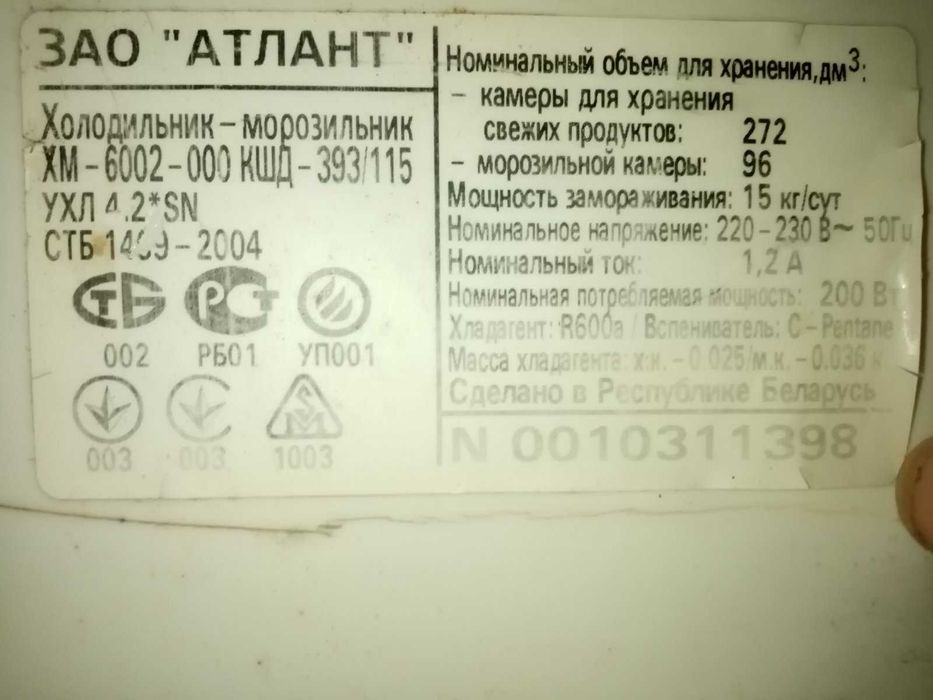 ЗАО "АТЛАНТ"
Холодильник – морозильник
ХМ – 6002 – 000 КШД – 393/115
УХЛ 4.2*SN
СТБ – 2004
СТБ РСТ
002 РБ01 УП001
003 003 1003
Номинальный объем для хранения, дм³:
– камеры для хранения
свежих продуктов: 272
– морозильной камеры: 96
Мощность замораживания: 15 кг/сут
Номинальное напряжение: 220 – 230 В~ 50Гц
Номинальный ток: 1,2 А
Номинальная потребляемая мощность: 200 Вт
Хладагент: R600a / Вспениватель: C – Pentane
Масса хладагента: х.к. – 0.025/м.к. – 0.036 к
Сделано в Республике Беларусь
N 0010311398